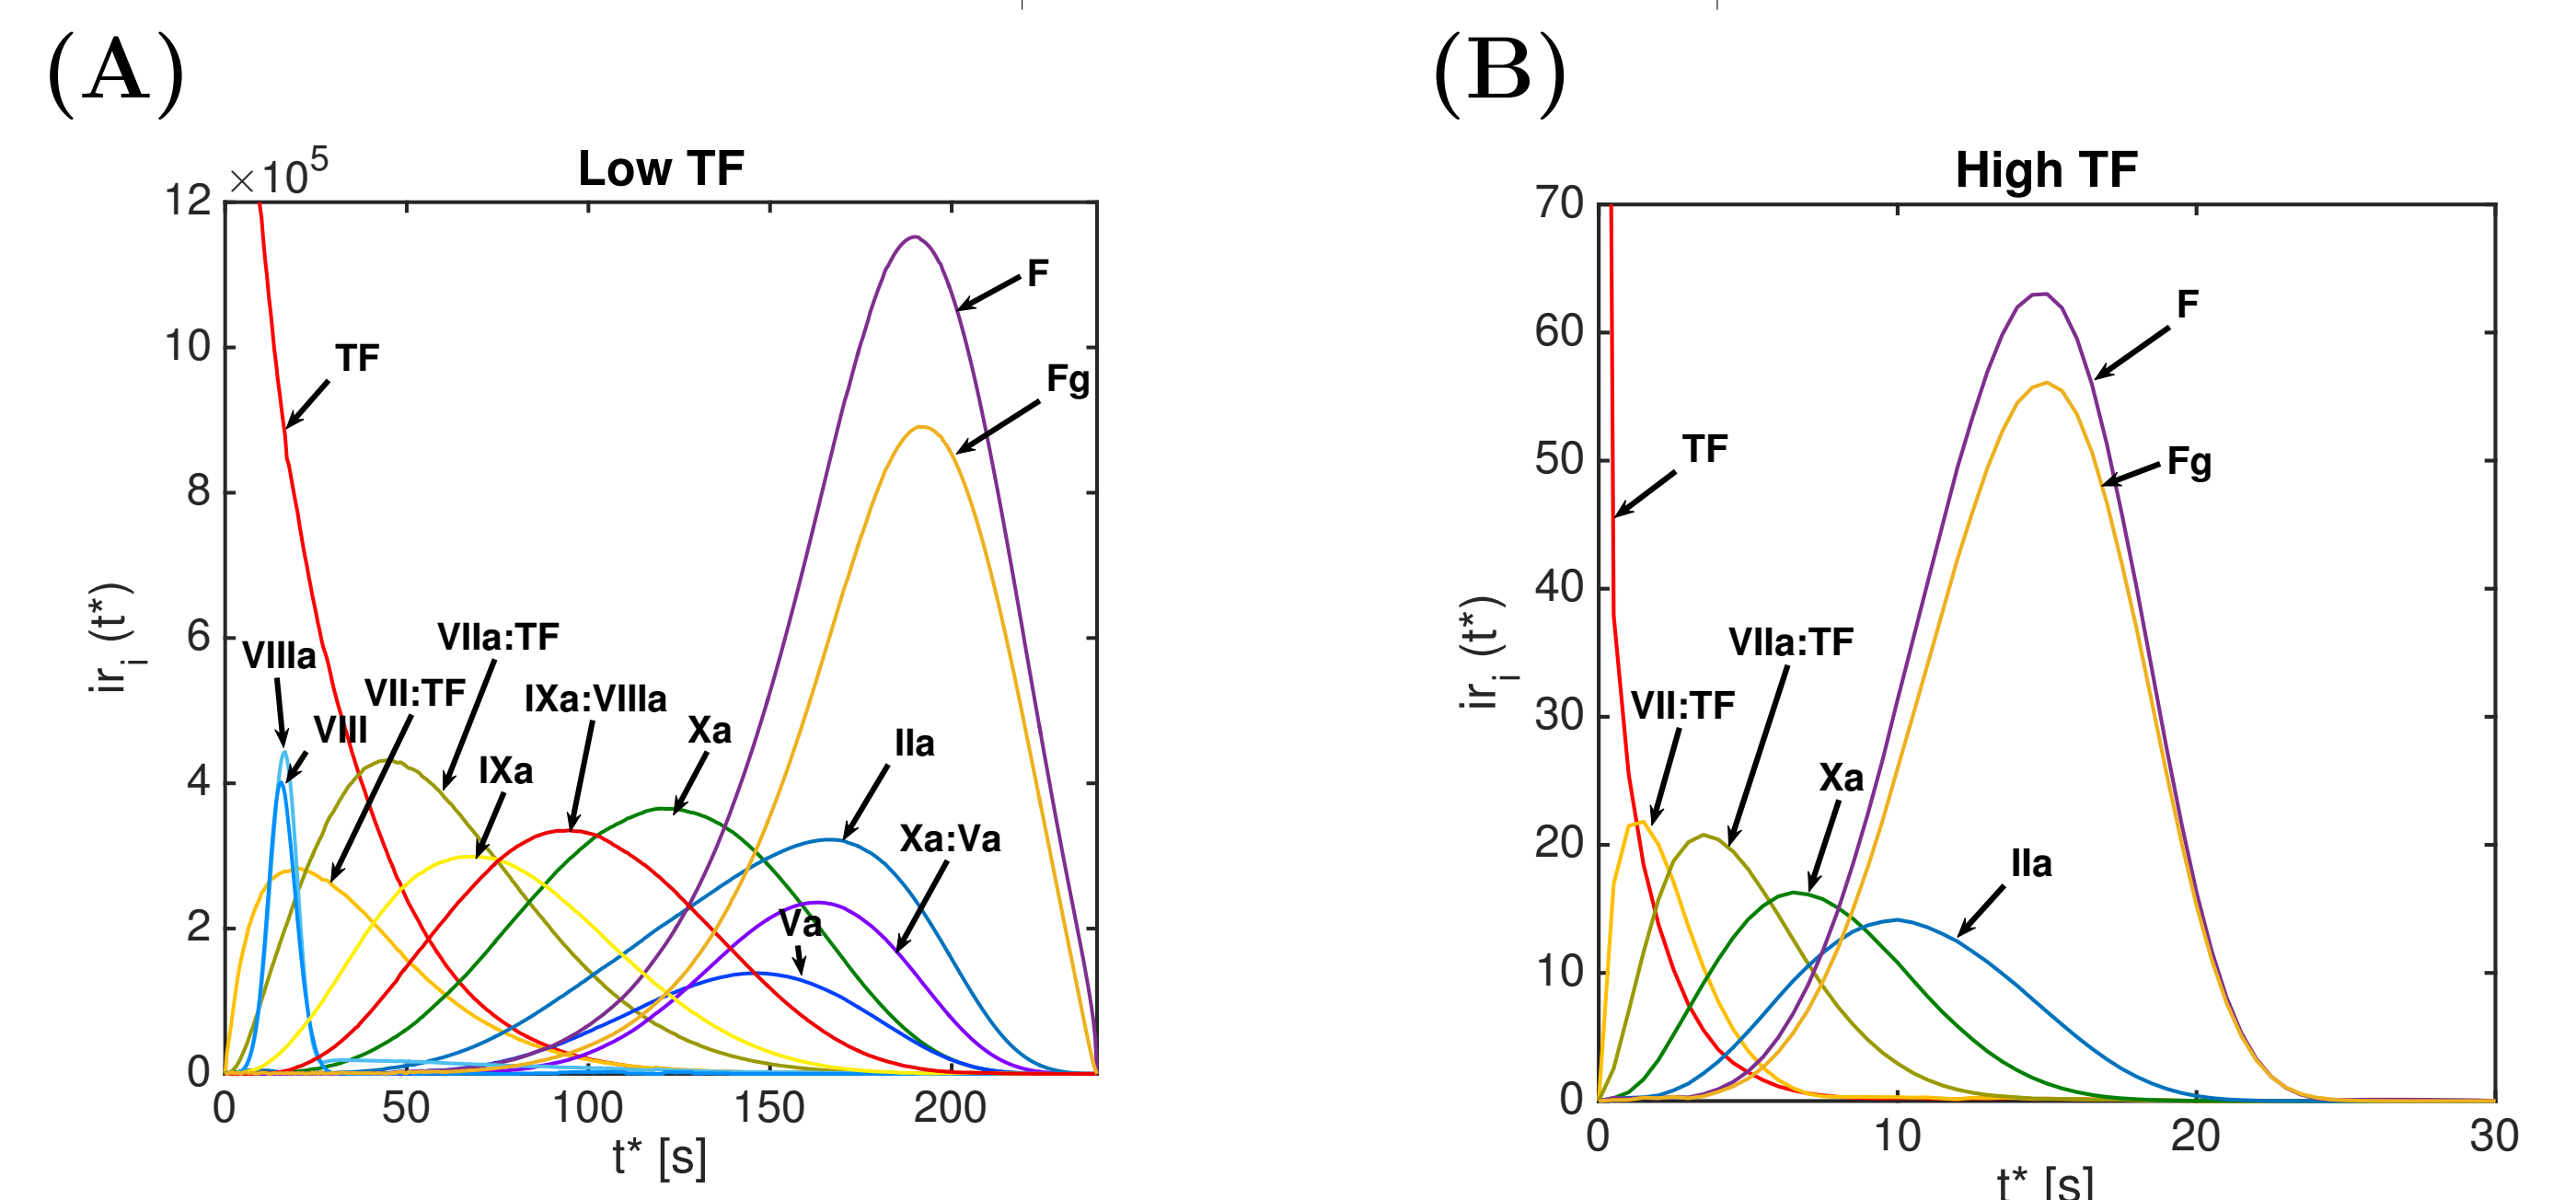 (A)
Low TF
×10^5
12
10
8
6
4
2
0
0 50 100 150 200
t* [s]
ir_i (t*)
TF
VIIIa
VIII
VII:TF
VIIa:TF
IXa
IXa:VIIIa
Xa
IIa
Xa:Va
Va
F
Fg
(B)
High TF
70
60
50
40
30
20
10
0
0 10 20 30
t* [s]
ir_i (t*)
TF
VII:TF
VIIa:TF
Xa
IIa
F
Fg